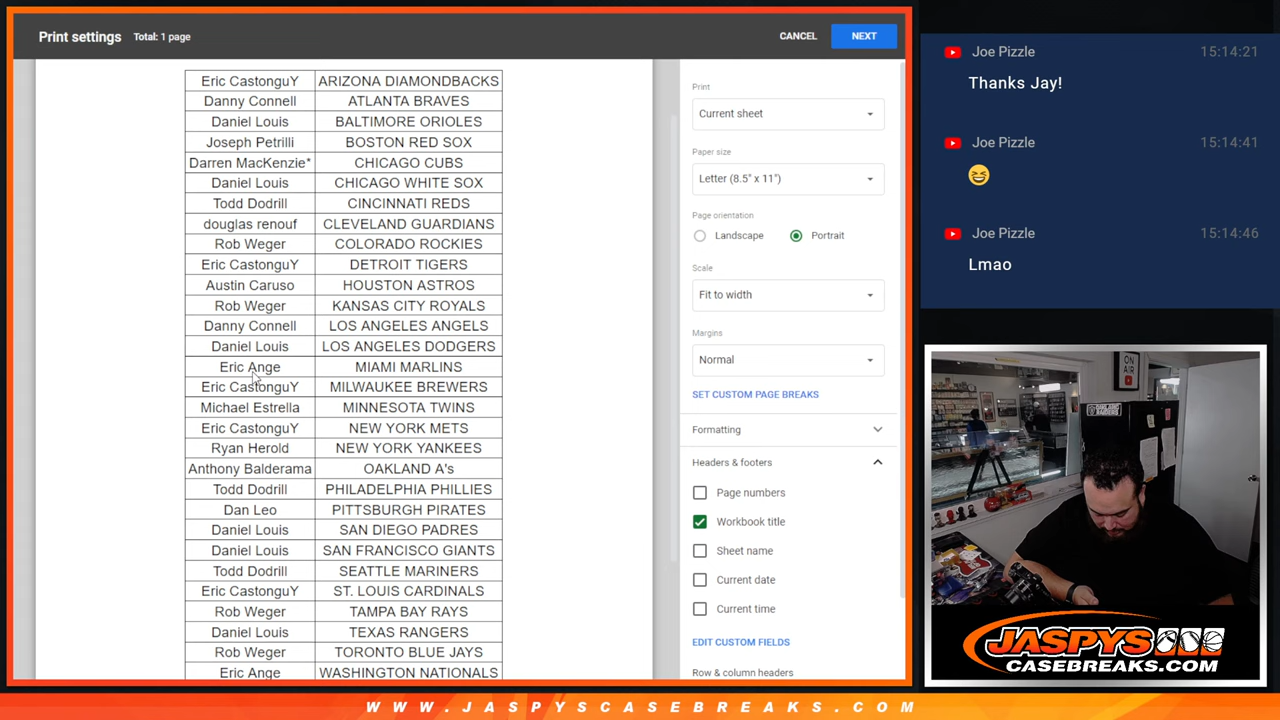 Print settings Total: 1 page CANCEL NEXT
Eric CastonguY ARIZONA DIAMONDBACKS
Danny Connell ATLANTA BRAVES
Daniel Louis BALTIMORE ORIOLES
Joseph Petrilli BOSTON RED SOX
Darren MacKenzie* CHICAGO CUBS
Daniel Louis CHICAGO WHITE SOX
Todd Dodrill CINCINNATI REDS
douglas renouf CLEVELAND GUARDIANS
Rob Weger COLORADO ROCKIES
Eric CastonguY DETROIT TIGERS
Austin Caruso HOUSTON ASTROS
Rob Weger KANSAS CITY ROYALS
Danny Connell LOS ANGELES ANGELS
Daniel Louis LOS ANGELES DODGERS
Eric Ange MIAMI MARLINS
Eric CastonguY MILWAUKEE BREWERS
Michael Estrella MINNESOTA TWINS
Eric CastonguY NEW YORK METS
Ryan Herold NEW YORK YANKEES
Anthony Balderama OAKLAND A's
Todd Dodrill PHILADELPHIA PHILLIES
Dan Leo PITTSBURGH PIRATES
Daniel Louis SAN DIEGO PADRES
Daniel Louis SAN FRANCISCO GIANTS
Todd Dodrill SEATTLE MARINERS
Eric CastonguY ST. LOUIS CARDINALS
Rob Weger TAMPA BAY RAYS
Daniel Louis TEXAS RANGERS
Rob Weger TORONTO BLUE JAYS
Eric Ange WASHINGTON NATIONALS
Print
Current sheet
Paper size
Letter (8.5" x 11")
Page orientation
Landscape Portrait
Scale
Fit to width
Margins
Normal
SET CUSTOM PAGE BREAKS
Formatting
Headers & footers
Page numbers
Workbook title
Sheet name
Current date
Current time
EDIT CUSTOM FIELDS
Row & column headers
Joe Pizzle 15:14:21
Thanks Jay!
Joe Pizzle 15:14:41
😆
Joe Pizzle 15:14:46
Lmao
ON
AIR
JASPYS
CASEBREAKS.COM
WWW.JASPYSCASEBREAKS.COM